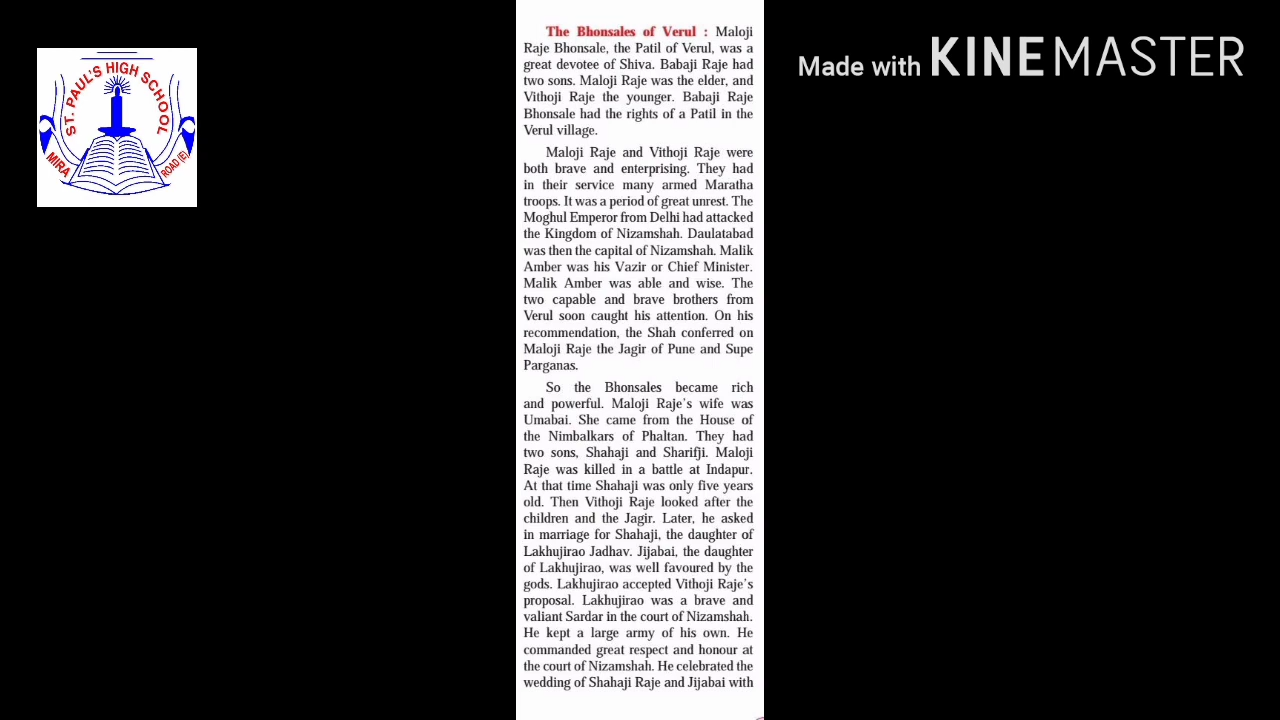 ST. PAUL'S HIGH SCHOOL
MIRA ROAD (E)
Made with KINEMASTER
The Bhonsales of Verul : Maloji
Raje Bhonsale, the Patil of Verul, was a
great devotee of Shiva. Babaji Raje had
two sons. Maloji Raje was the elder, and
Vithoji Raje the younger. Babaji Raje
Bhonsale had the rights of a Patil in the
Verul village.
Maloji Raje and Vithoji Raje were
both brave and enterprising. They had
in their service many armed Maratha
troops. It was a period of great unrest. The
Moghul Emperor from Delhi had attacked
the Kingdom of Nizamshah. Daulatabad
was then the capital of Nizamshah. Malik
Amber was his Vazir or Chief Minister.
Malik Amber was able and wise. The
two capable and brave brothers from
Verul soon caught his attention. On his
recommendation, the Shah conferred on
Maloji Raje the Jagir of Pune and Supe
Parganas.
So the Bhonsales became rich
and powerful. Maloji Raje's wife was
Umabai. She came from the House of
the Nimbalkars of Phaltan. They had
two sons, Shahaji and Sharifji. Maloji
Raje was killed in a battle at Indapur.
At that time Shahaji was only five years
old. Then Vithoji Raje looked after the
children and the Jagir. Later, he asked
in marriage for Shahaji, the daughter of
Lakhujirao Jadhav. Jijabai, the daughter
of Lakhujirao, was well favoured by the
gods. Lakhujirao accepted Vithoji Raje's
proposal. Lakhujirao was a brave and
valiant Sardar in the court of Nizamshah.
He kept a large army of his own. He
commanded great respect and honour at
the court of Nizamshah. He celebrated the
wedding of Shahaji Raje and Jijabai with